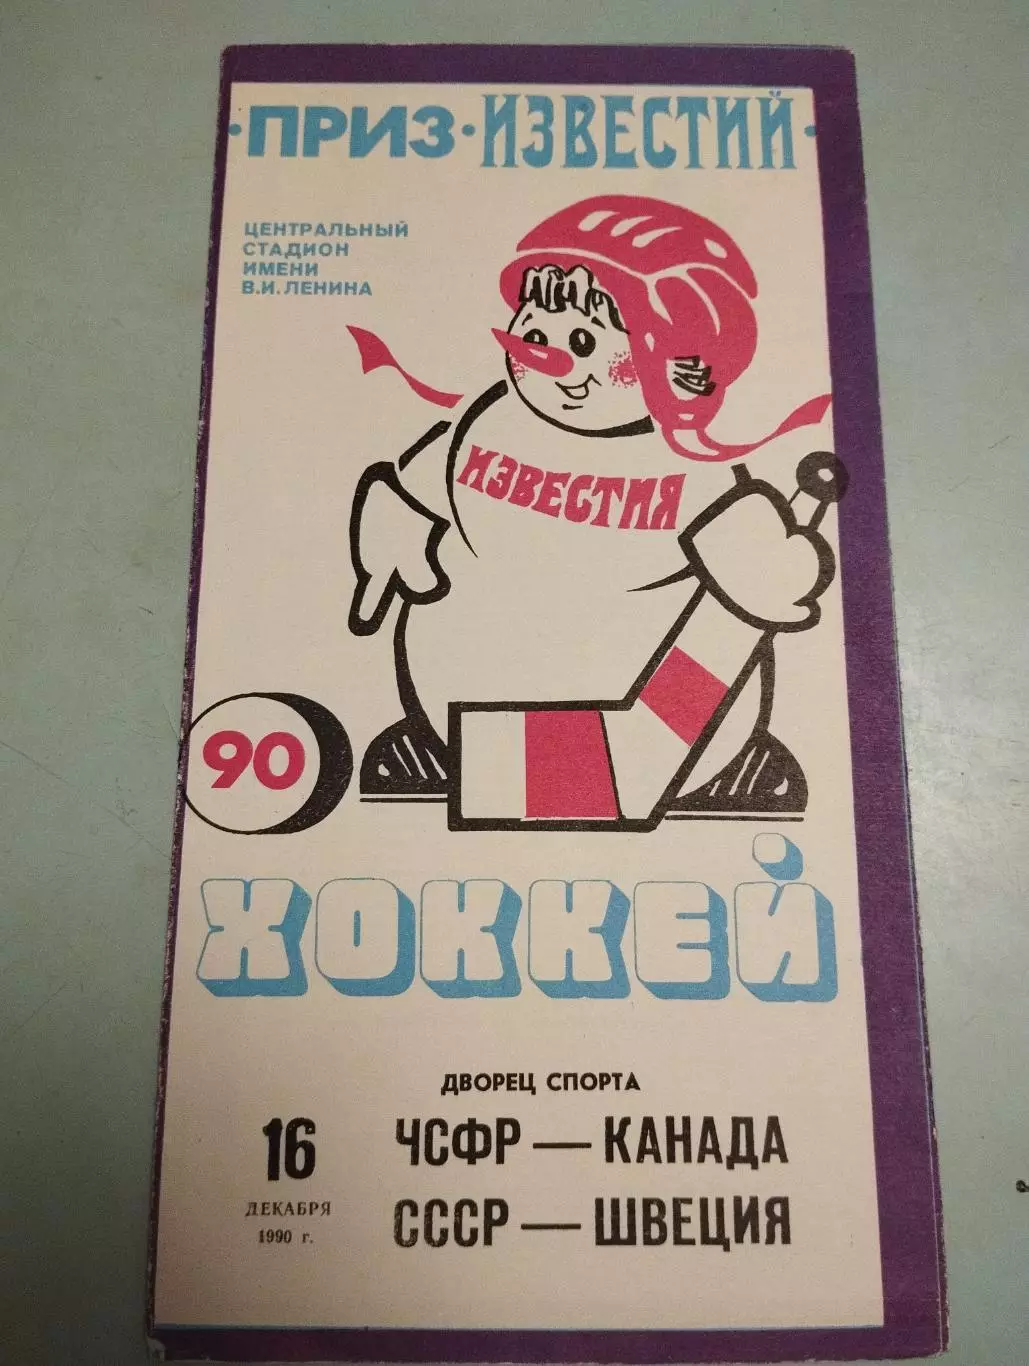 ·ПРИЗ·ИЗВЕСТИЙ·
ЦЕНТРАЛЬНЫЙ
СТАДИОН
ИМЕНИ
В.И.ЛЕНИНА
ИЗВЕСТИЯ
90
ХОККЕЙ
ДВОРЕЦ СПОРТА
16
ДЕКАБРЯ
1990 г.
ЧСФР — КАНАДА
СССР — ШВЕЦИЯ